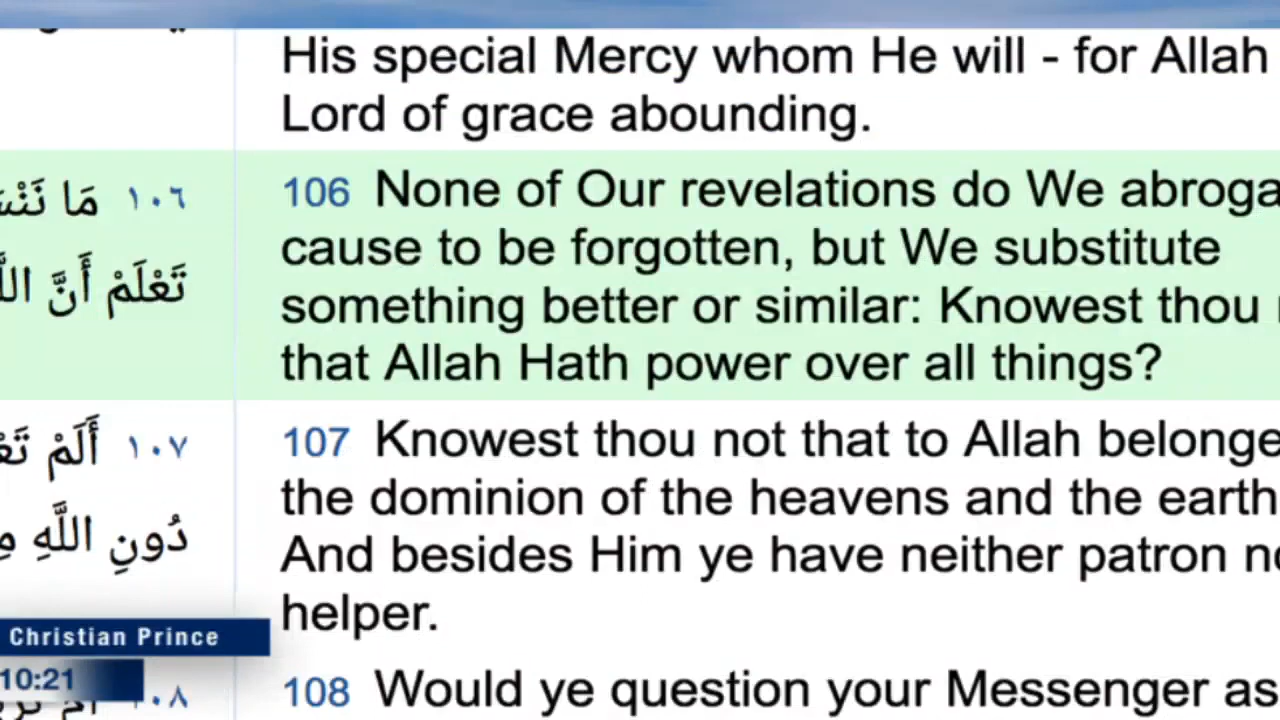 His special Mercy whom He will - for Allah
Lord of grace abounding.
١٠٦ مَا
106 None of Our revelations do We
cause to be forgotten, but We substitute
تَعْلَمْ أَنَّ
something better or similar: Knowest thou
that Allah Hath power over all things?
١٠٧ أَلَمْ
107 Knowest thou not that to Allah
the dominion of the heavens and the earth
دُونِ اللَّهِ
And besides Him ye have neither patron
helper.
Christian Prince
10:21
١٠٨
108 Would ye question your Messenger as